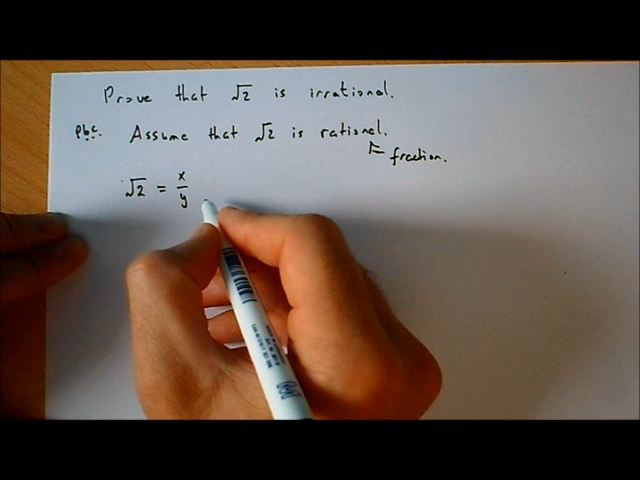 Prove that √2 is irrational.
Pbc. Assume that √2 is rational.
fraction.
√2 = x/y